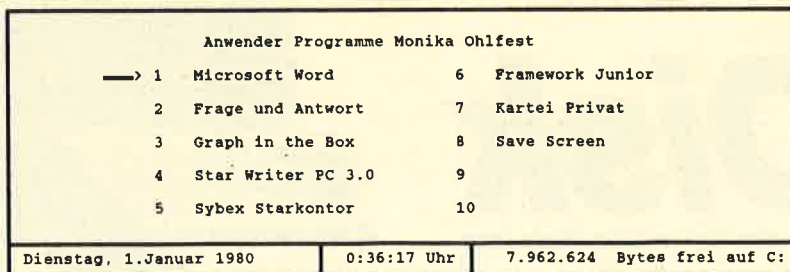 Anwender Programme Monika Ohlfest
1 Microsoft Word 6 Framework Junior
2 Frage und Antwort 7 Kartei Privat
3 Graph in the Box 8 Save Screen
4 Star Writer PC 3.0 9
5 Sybex Starkontor 10
Dienstag, 1.Januar 1980 0:36:17 Uhr 7.962.624 Bytes frei auf C: